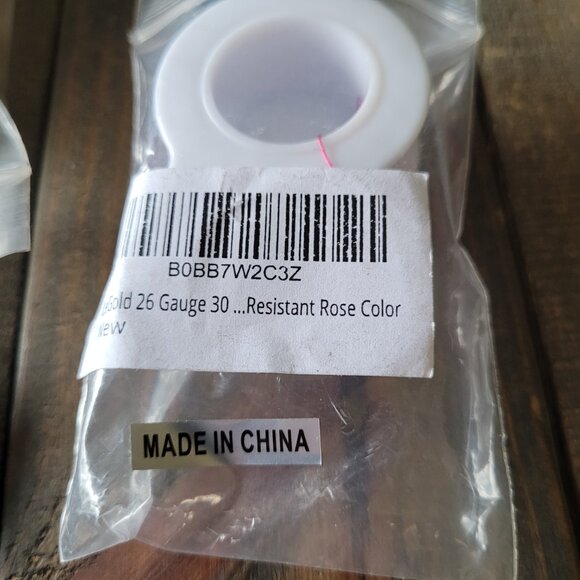 B0BB7W2C3Z
Gold 26 Gauge 30 ...Resistant Rose Color
New
MADE IN CHINA